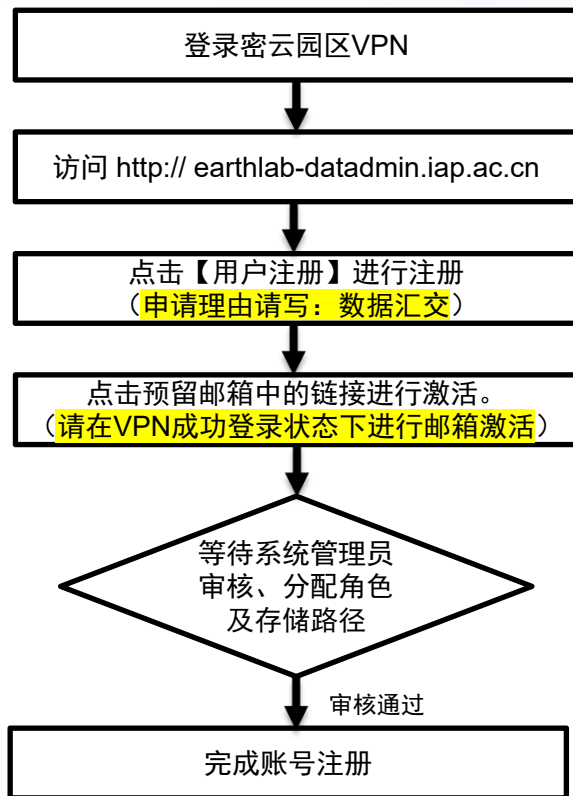 登录密云园区VPN
访问 http:// earthlab-datadmin.iap.ac.cn
点击【用户注册】进行注册
（申请理由请写：数据汇交）
点击预留邮箱中的链接进行激活。
（请在VPN成功登录状态下进行邮箱激活）
等待系统管理员
审核、分配角色
及存储路径
审核通过
完成账号注册